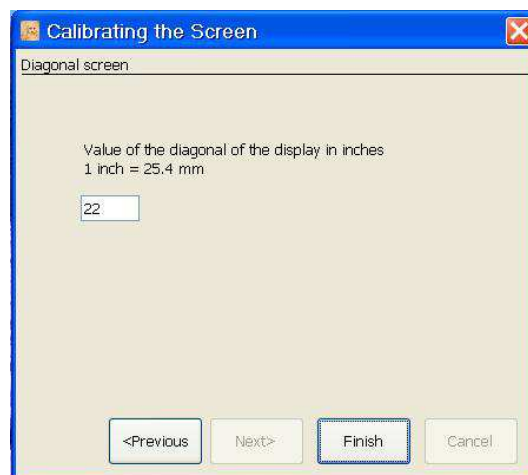 Calibrating the Screen
Diagonal screen
Value of the diagonal of the display in inches
1 inch = 25.4 mm
22
<Previous
Next>
Finish
Cancel